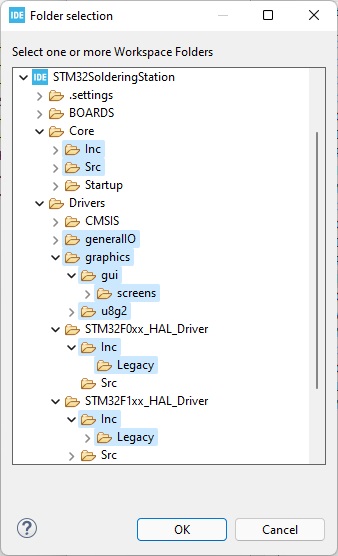 IDE Folder selection
Select one or more Workspace Folders
IDE STM32SolderingStation
.settings
BOARDS
Core
Inc
Src
Startup
Drivers
CMSIS
generalIO
graphics
gui
screens
u8g2
STM32F0xx_HAL_Driver
Inc
Legacy
Src
STM32F1xx_HAL_Driver
Inc
Legacy
Src
? OK Cancel